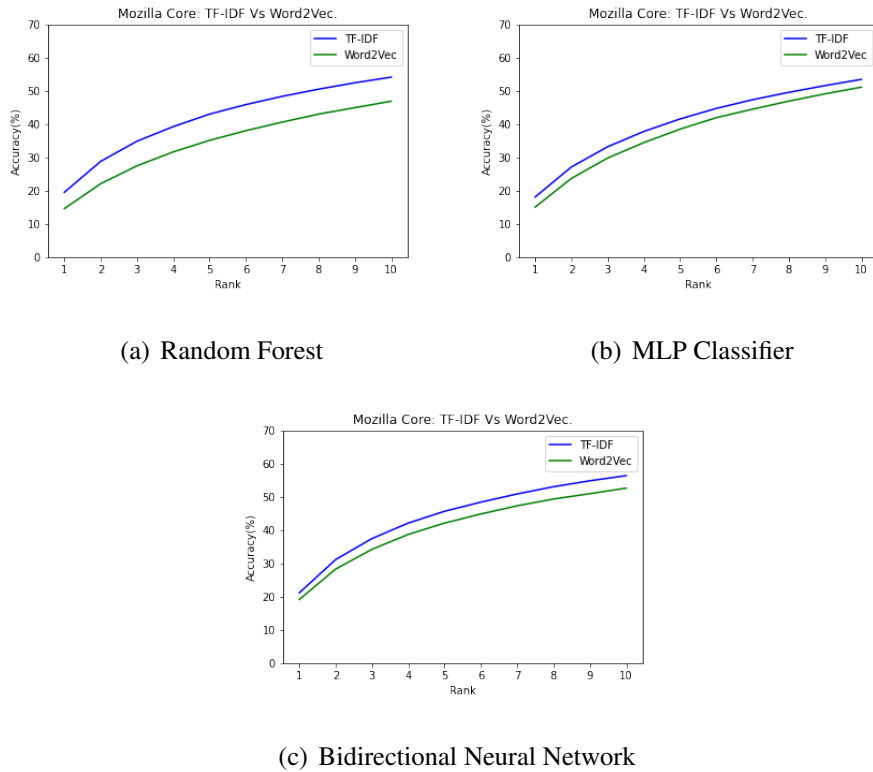 Mozilla Core: TF-IDF Vs Word2Vec.
70
60
50
40
30
20
10
0
Accuracy(%)
TF-IDF
Word2Vec
1 2 3 4 5 6 7 8 9 10
Rank
(a) Random Forest
Mozilla Core: TF-IDF Vs Word2Vec.
70
60
50
40
30
20
10
0
Accuracy(%)
TF-IDF
Word2Vec
1 2 3 4 5 6 7 8 9 10
Rank
(b) MLP Classifier
Mozilla Core: TF-IDF Vs Word2Vec.
70
60
50
40
30
20
10
0
Accuracy(%)
TF-IDF
Word2Vec
1 2 3 4 5 6 7 8 9 10
Rank
(c) Bidirectional Neural Network